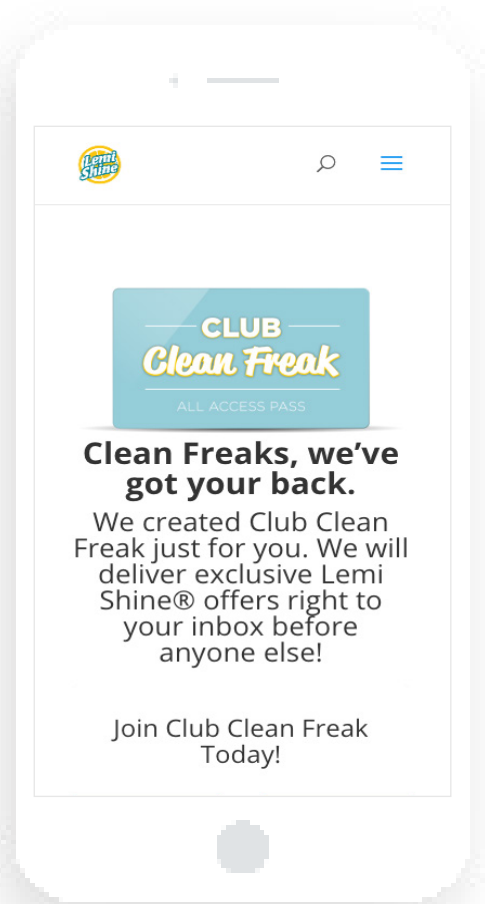 Lemi
Shine
CLUB
Clean Freak
ALL ACCESS PASS
Clean Freaks, we’ve
got your back.
We created Club Clean
Freak just for you. We will
deliver exclusive Lemi
Shine® offers right to
your inbox before
anyone else!
Join Club Clean Freak
Today!